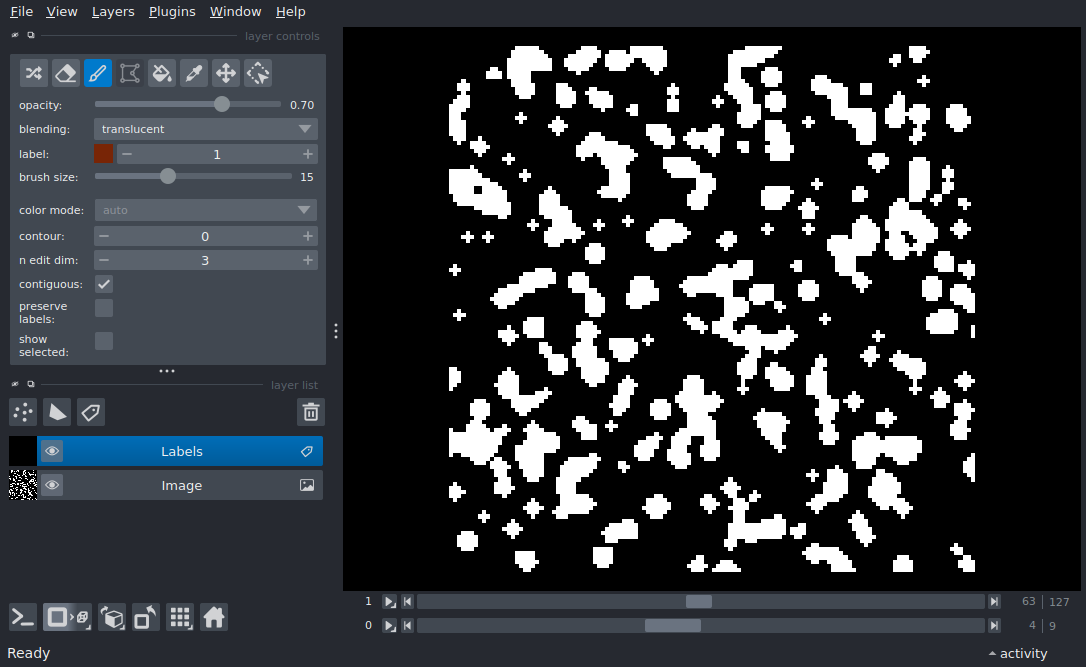 File View Layers Plugins Window Help
layer controls
opacity: 0.70
blending: translucent
label: 1
brush size: 15
color mode: auto
contour: 0
n edit dim: 3
contiguous:
preserve
labels:
show
selected:
layer list
Labels
Image
1 63 127
0 4 9
Ready activity